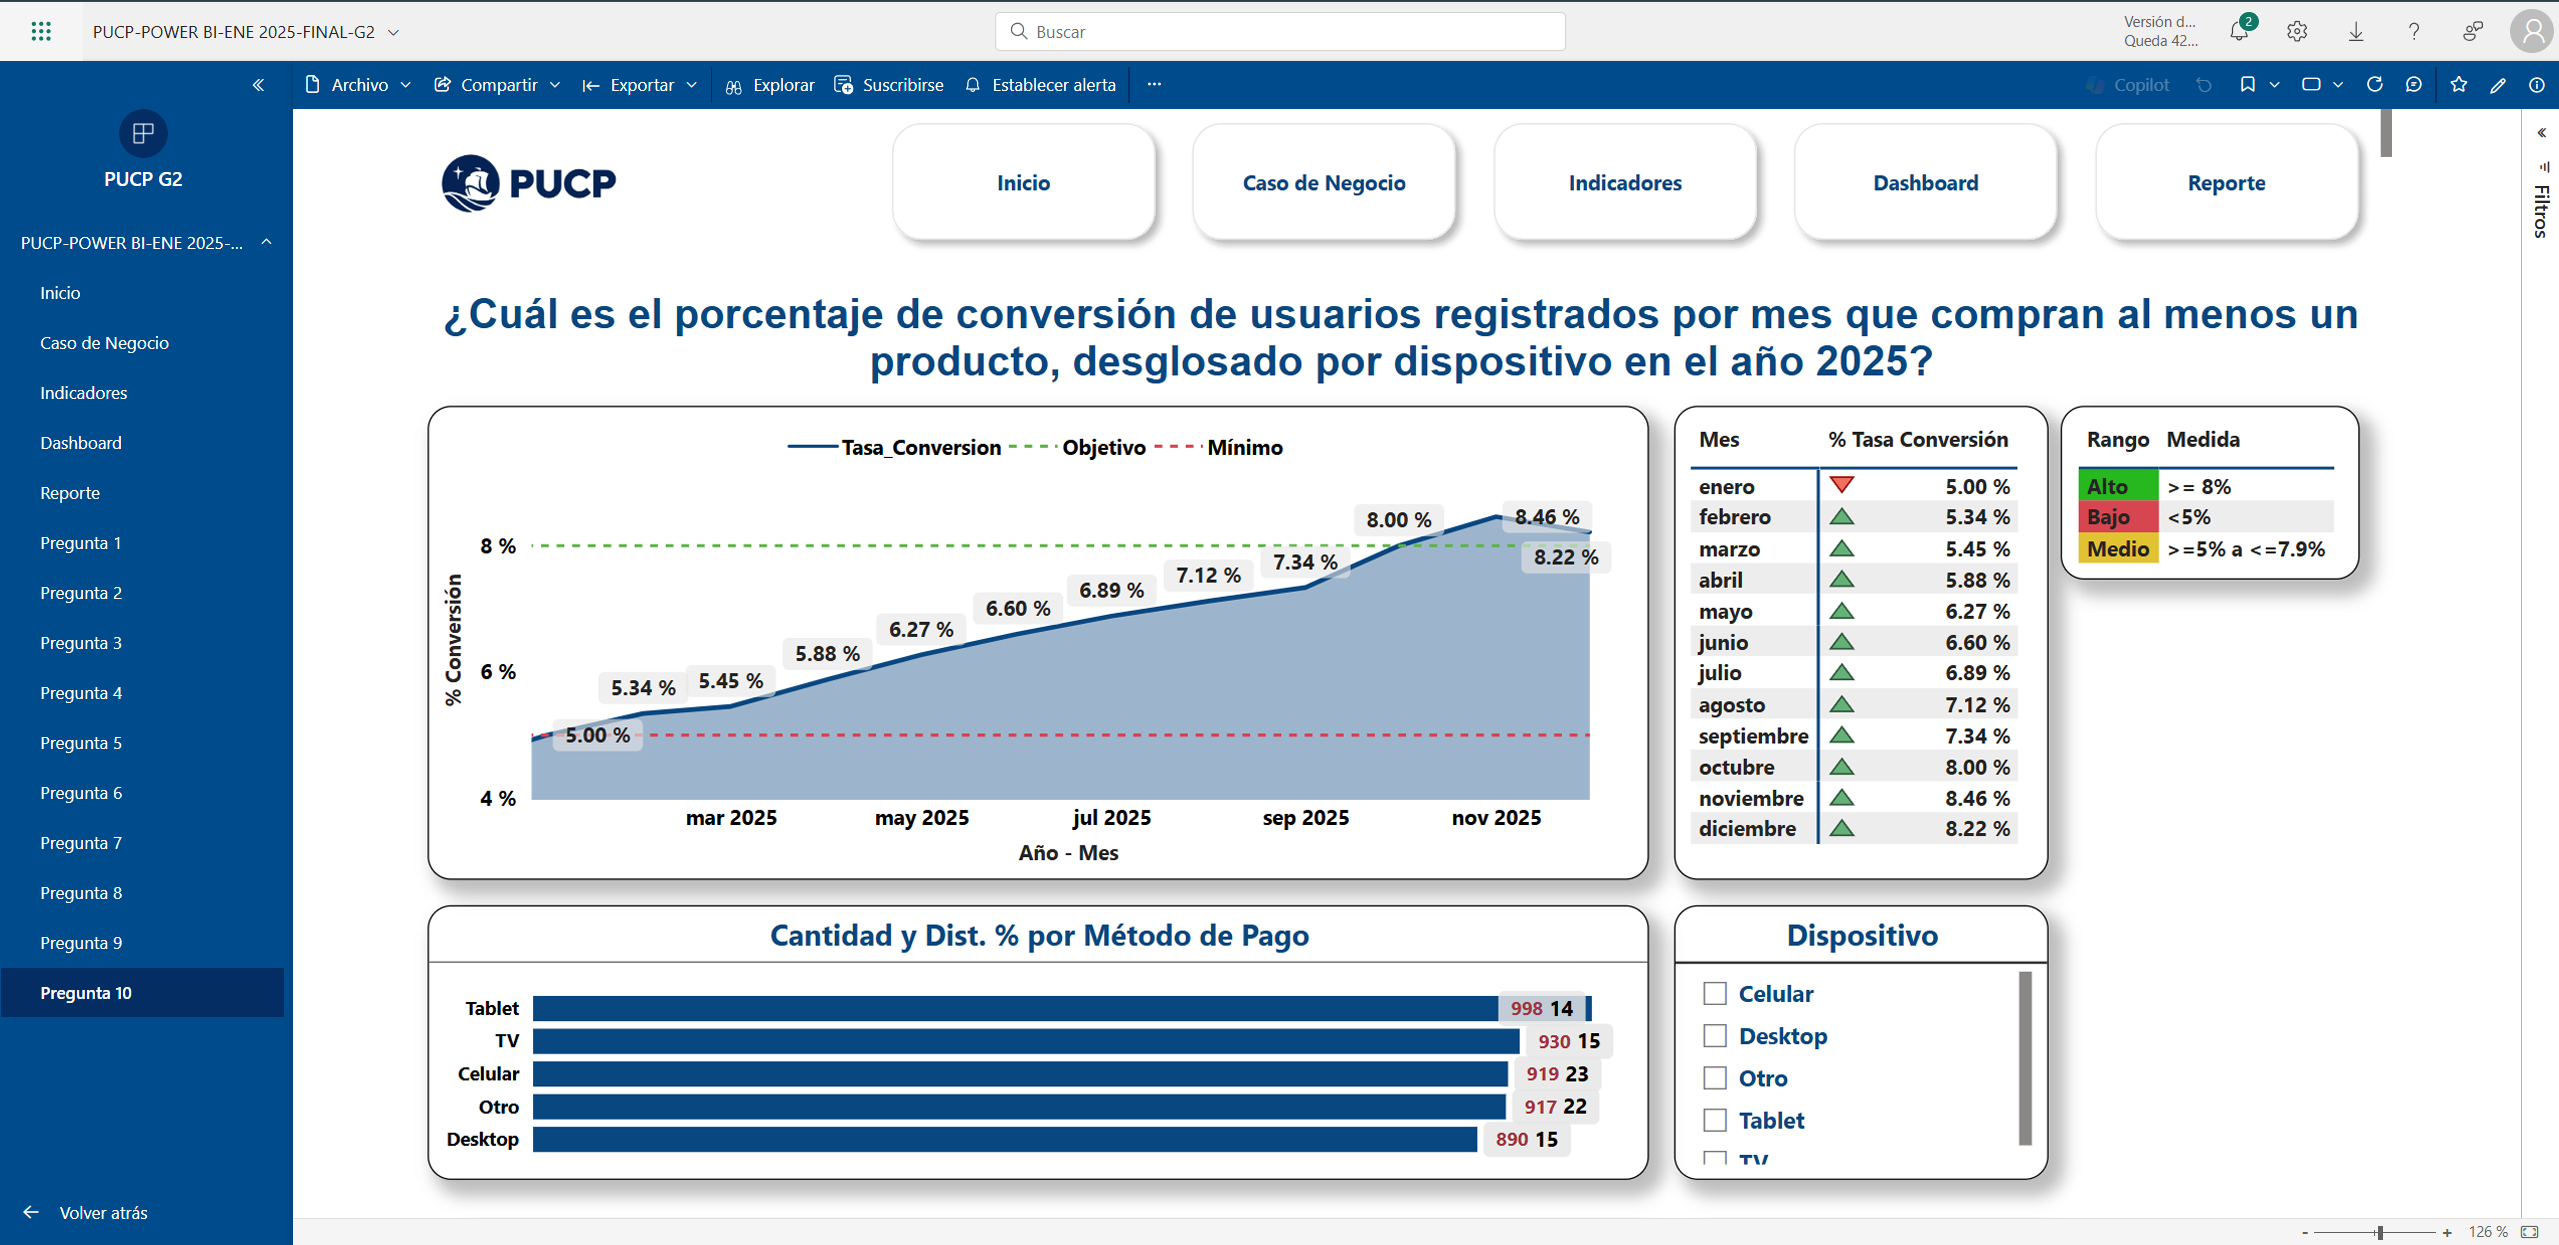 PUCP-POWER BI-ENE 2025-FINAL-G2
Buscar
Versión d...
Queda 42...
2
Archivo
Compartir
Exportar
Explorar
Suscribirse
Establecer alerta
Copilot
PUCP G2
PUCP-POWER BI-ENE 2025-...
Inicio
Caso de Negocio
Indicadores
Dashboard
Reporte
Pregunta 1
Pregunta 2
Pregunta 3
Pregunta 4
Pregunta 5
Pregunta 6
Pregunta 7
Pregunta 8
Pregunta 9
Pregunta 10
Volver atrás
PUCP
Inicio
Caso de Negocio
Indicadores
Dashboard
Reporte
Filtros
¿Cuál es el porcentaje de conversión de usuarios registrados por mes que compran al menos un
producto, desglosado por dispositivo en el año 2025?
Tasa_Conversion Objetivo Mínimo
% Conversión
8 %
6 %
4 %
5.00 %
5.34 %
5.45 %
5.88 %
6.27 %
6.60 %
6.89 %
7.12 %
7.34 %
8.00 %
8.46 %
8.22 %
mar 2025
may 2025
jul 2025
sep 2025
nov 2025
Año - Mes
Mes % Tasa Conversión
enero 5.00 %
febrero 5.34 %
marzo 5.45 %
abril 5.88 %
mayo 6.27 %
junio 6.60 %
julio 6.89 %
agosto 7.12 %
septiembre 7.34 %
octubre 8.00 %
noviembre 8.46 %
diciembre 8.22 %
Rango Medida
Alto >= 8%
Bajo <5%
Medio >=5% a <=7.9%
Cantidad y Dist. % por Método de Pago
Tablet 998 14
TV 930 15
Celular 919 23
Otro 917 22
Desktop 890 15
Dispositivo
Celular
Desktop
Otro
Tablet
TV
- + 126 %